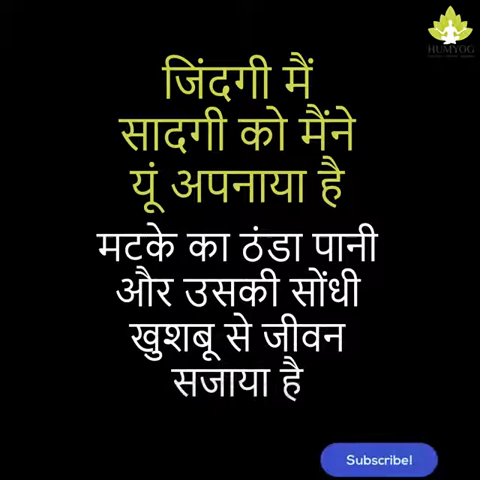 HUMYOG
जिंदगी मैं
सादगी को मैंने
यूं अपनाया है
मटके का ठंडा पानी
और उसकी सोंधी
खुशबू से जीवन
सजाया है
Subscribe!